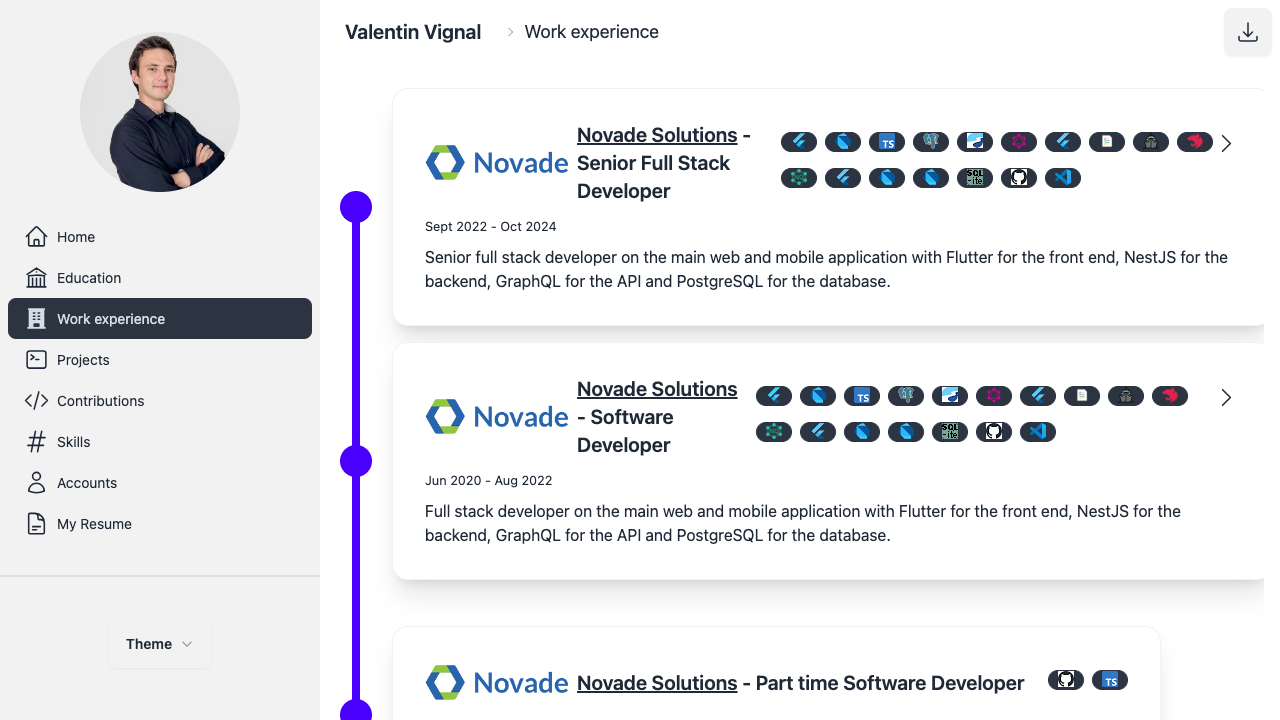 Valentin Vignal
Work experience
Home
Education
Work experience
Projects
Contributions
Skills
Accounts
My Resume
Theme
Novade
Novade Solutions -
Senior Full Stack
Developer
TS
SQL
ite
Sept 2022 - Oct 2024
Senior full stack developer on the main web and mobile application with Flutter for the front end, NestJS for the
backend, GraphQL for the API and PostgreSQL for the database.
Novade
Novade Solutions
- Software
Developer
TS
SQL
ite
Jun 2020 - Aug 2022
Full stack developer on the main web and mobile application with Flutter for the front end, NestJS for the
backend, GraphQL for the API and PostgreSQL for the database.
Novade
Novade Solutions - Part time Software Developer
TS